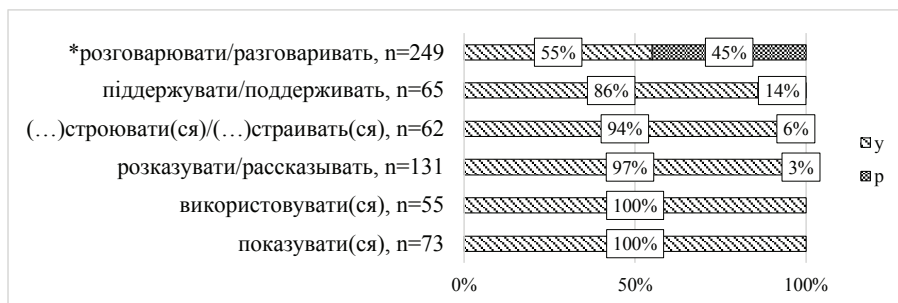 *розговарювати/разговаривать, n=249
55%
45%
піддержувати/поддерживать, n=65
86%
14%
(…)строювати(ся)/(…)страивать(ся), n=62
94%
6%
розказувати/рассказывать, n=131
97%
3%
використовувати(ся), n=55
100%
показувати(ся), n=73
100%
0%
50%
100%
у
р